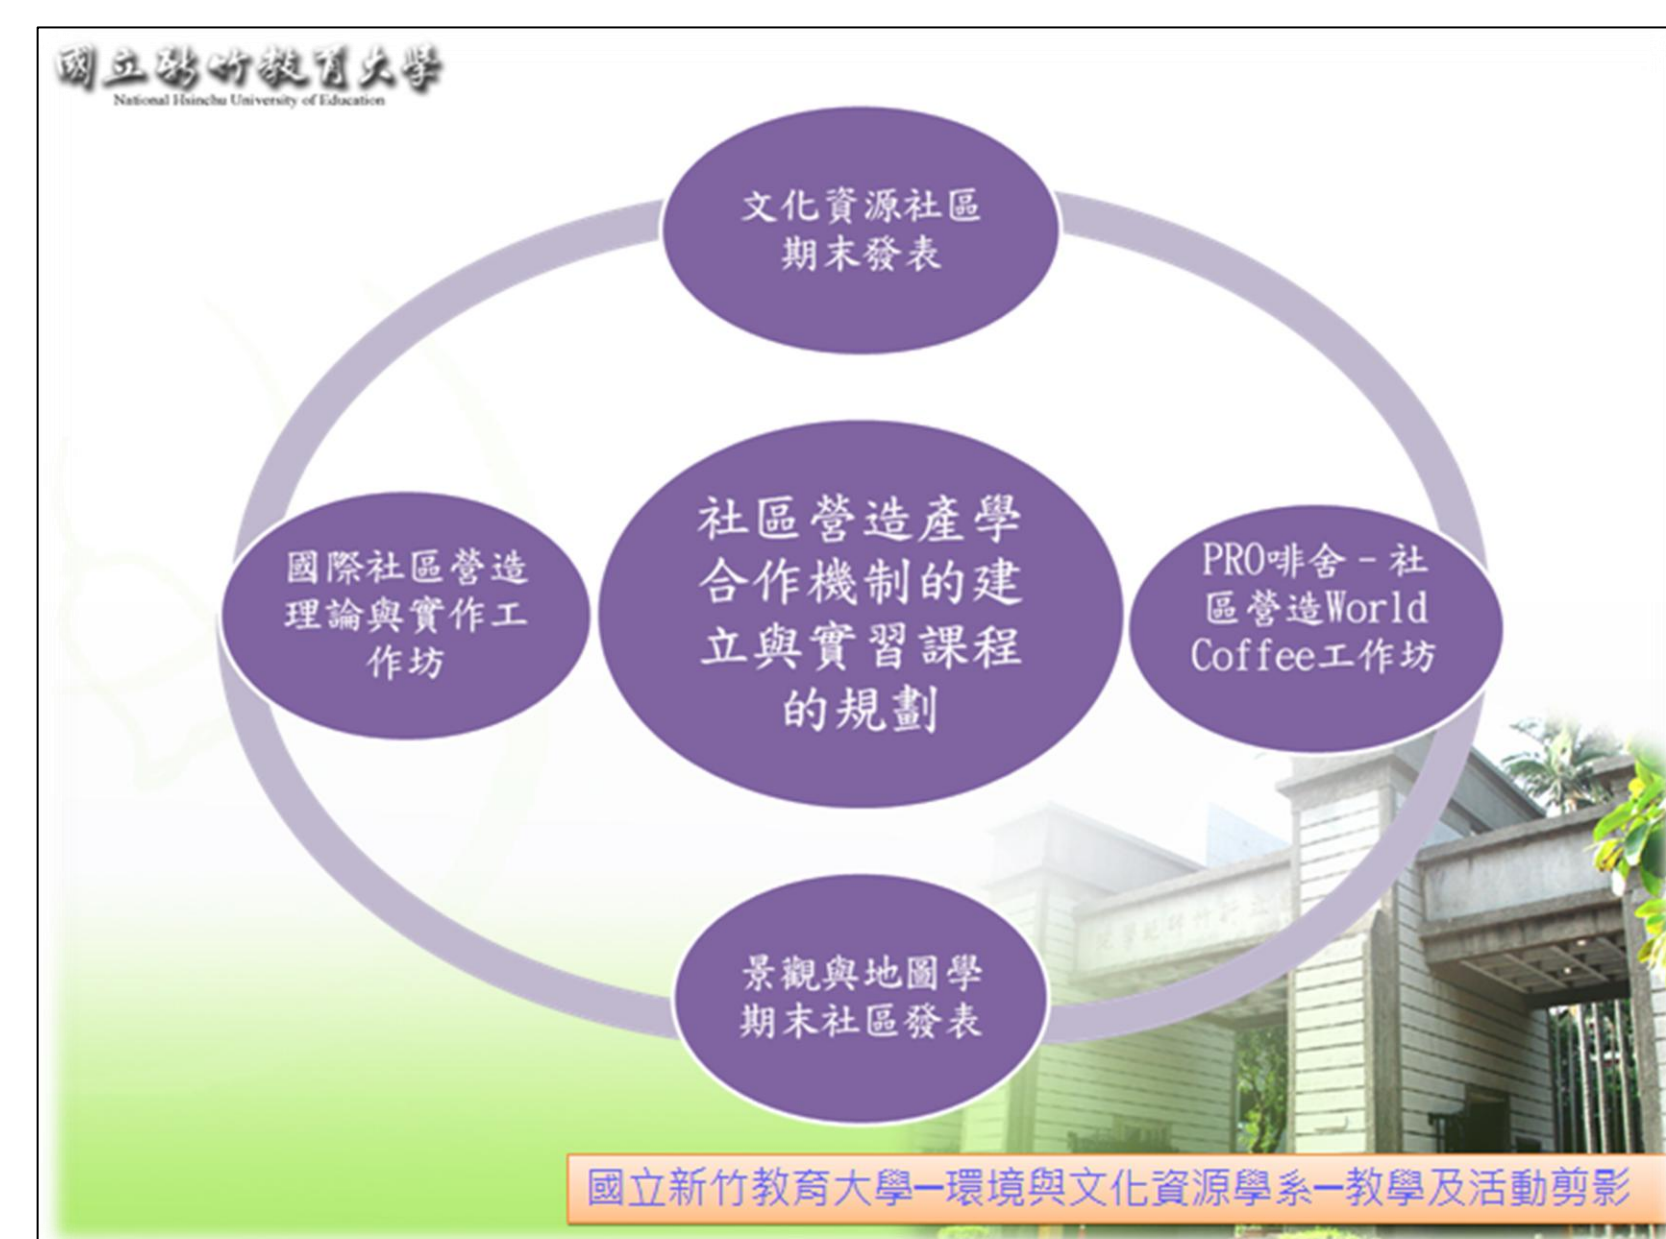 國立新竹教育大學
National Hsinchu University of Education
文化資源社區
期末發表
社區營造產學
合作機制的建
立與實習課程
的規劃
國際社區營造
理論與實作工
作坊
PRO啡舍–社
區營造World
Coffee工作坊
景觀與地圖學
期末社區發表
國立新竹教育大學─環境與文化資源學系─教學及活動剪影